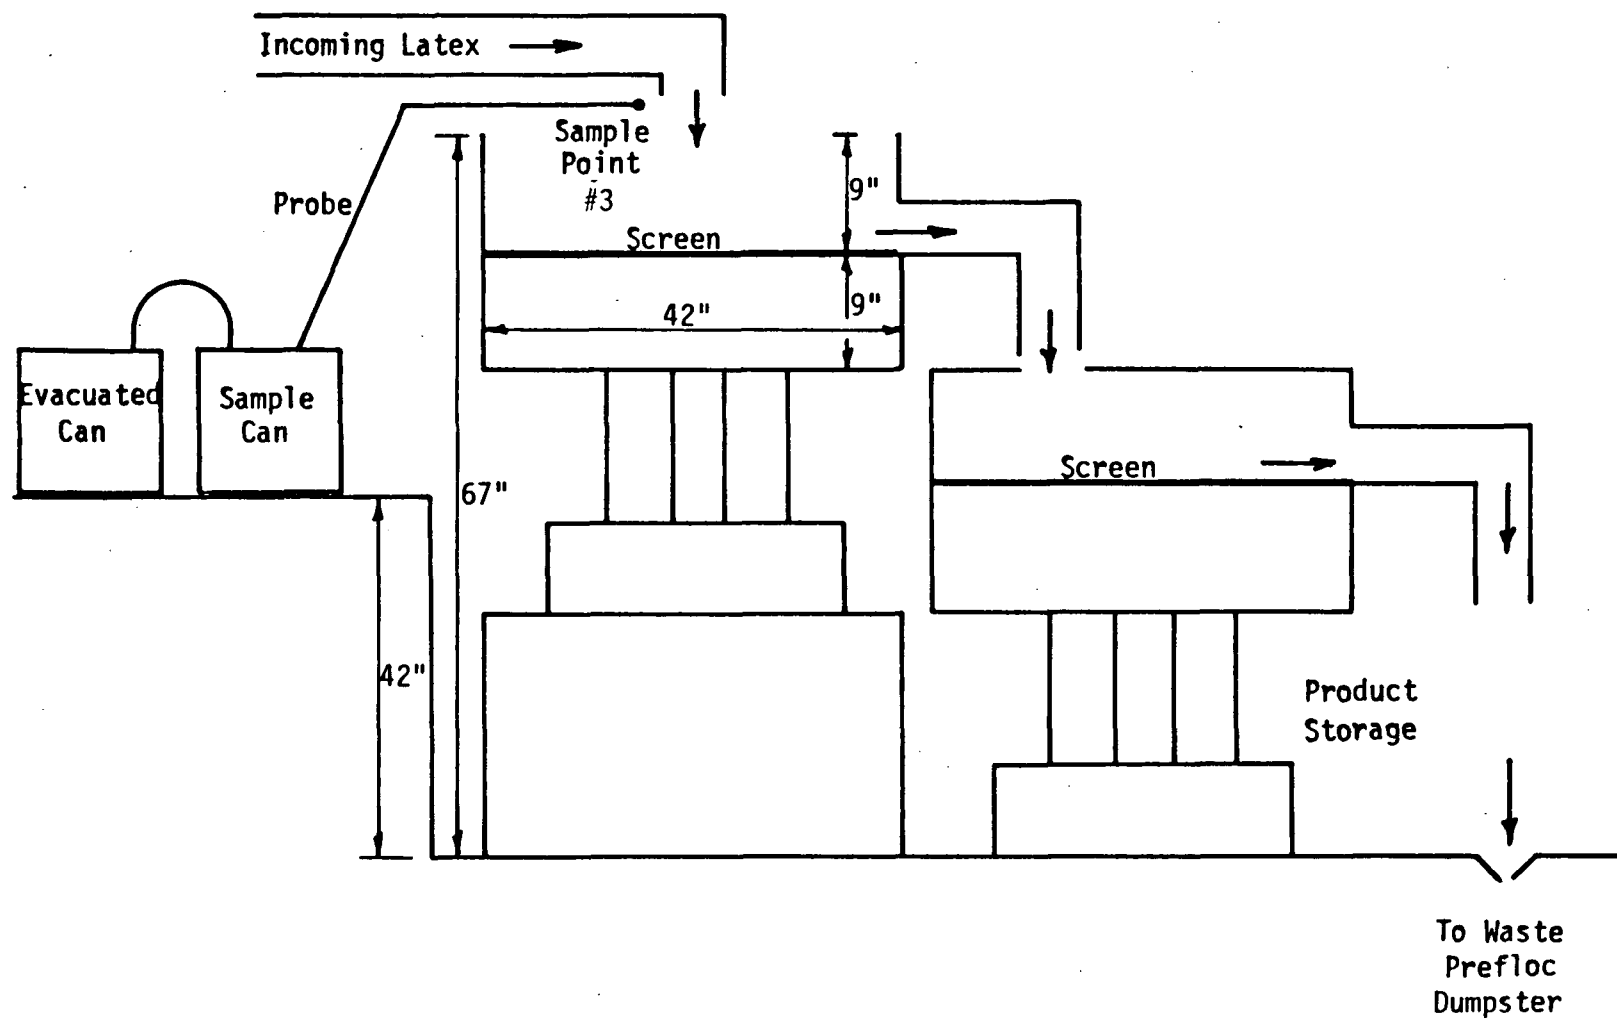 Incoming Latex
Sample
Point
#3
Probe
9"
Screen
9"
42"
Evacuated
Can
Sample
Can
Screen
67"
42"
Product
Storage
To Waste
Prefloc
Dumpster